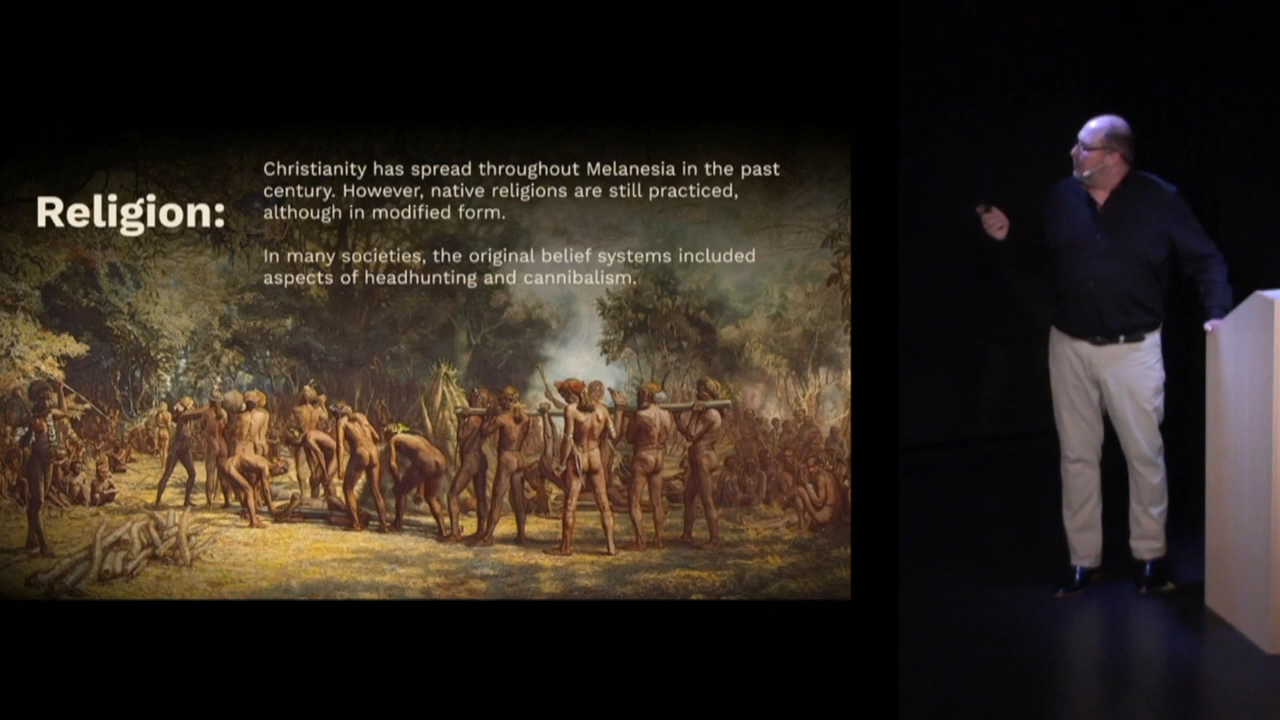 Religion:
Christianity has spread throughout Melanesia in the past
century. However, native religions are still practiced,
although in modified form.
In many societies, the original belief systems included
aspects of headhunting and cannibalism.